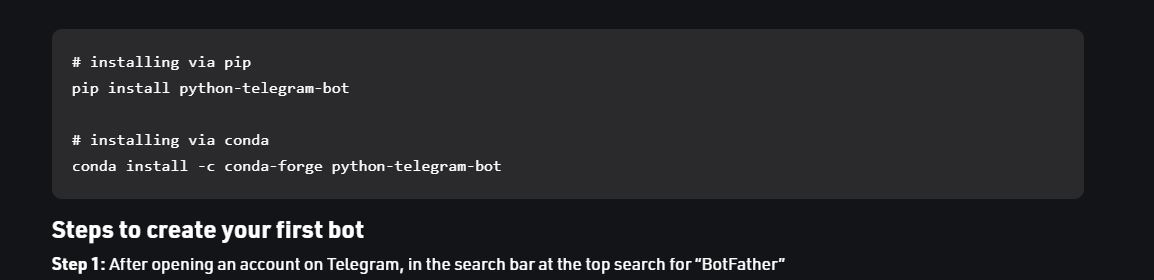 # installing via pip
pip install python-telegram-bot
# installing via conda
conda install -c conda-forge python-telegram-bot
Steps to create your first bot
Step 1: After opening an account on Telegram, in the search bar at the top search for “BotFather”